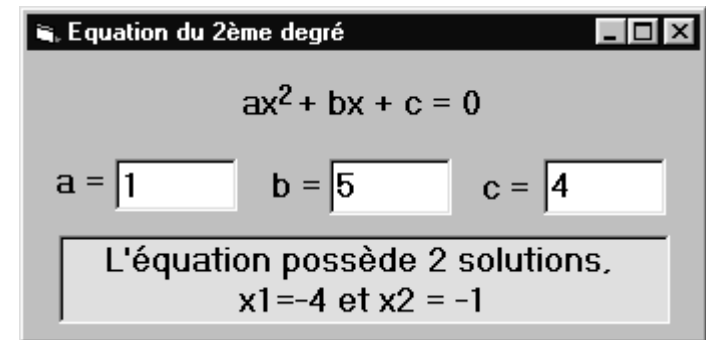 Equation du 2ème degré
ax² + bx + c = 0
a = 1 b = 5 c = 4
L'équation possède 2 solutions,
x1=-4 et x2 = -1